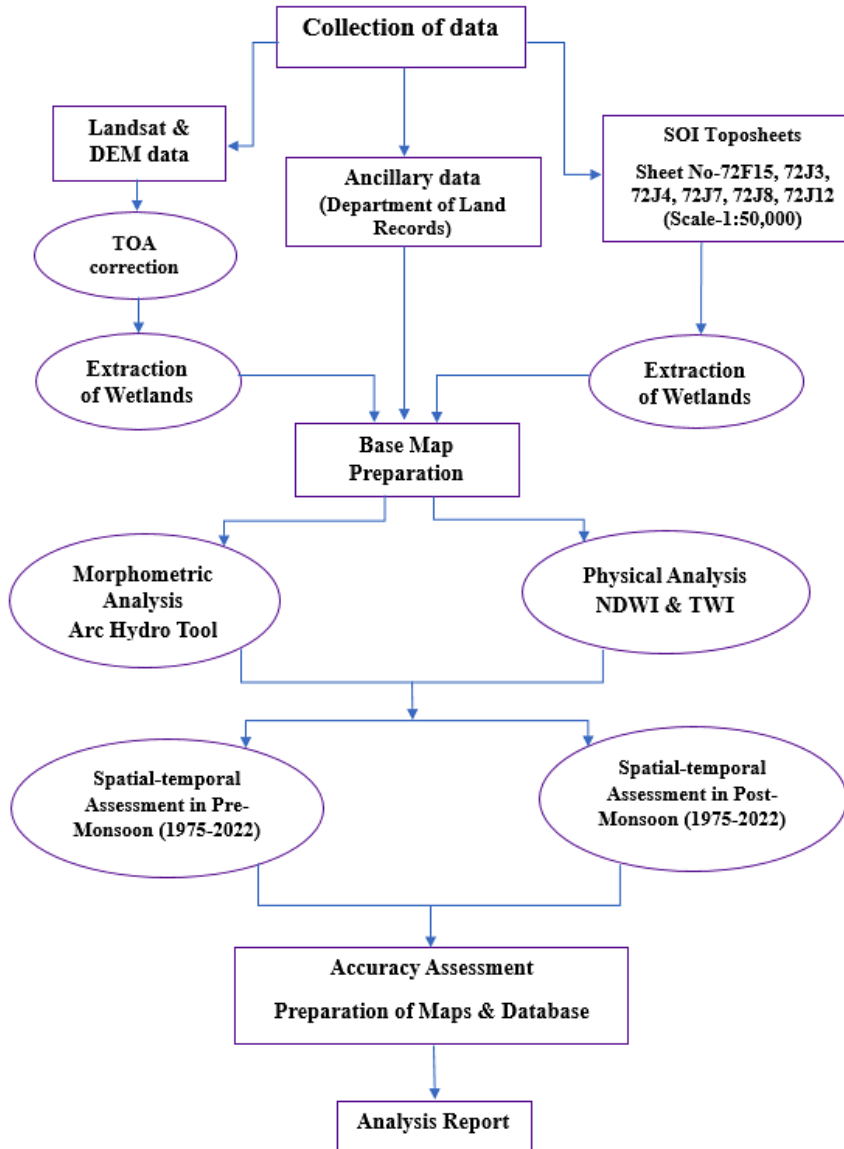 Collection of data
Landsat &
DEM data
Ancillary data
(Department of Land
Records)
SOI Toposheets
Sheet No-72F15, 72J3,
72J4, 72J7, 72J8, 72J12
(Scale-1:50,000)
TOA
correction
Extraction
of Wetlands
Extraction
of Wetlands
Base Map
Preparation
Morphometric
Analysis
Arc Hydro Tool
Physical Analysis
NDWI & TWI
Spatial-temporal
Assessment in Pre-
Monsoon (1975-2022)
Spatial-temporal
Assessment in Post-
Monsoon (1975-2022)
Accuracy Assessment
Preparation of Maps & Database
Analysis Report